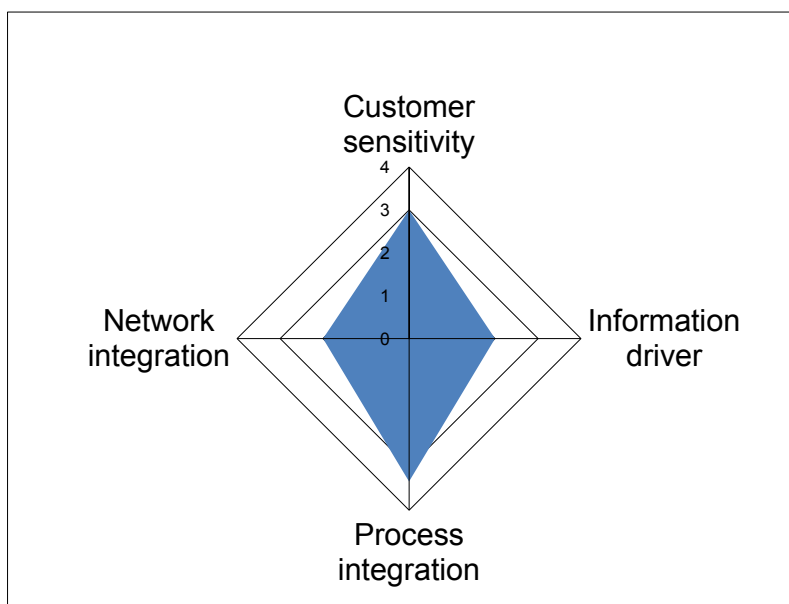 Customer
sensitivity
4
3
2
1
0
Network
integration
Information
driver
Process
integration